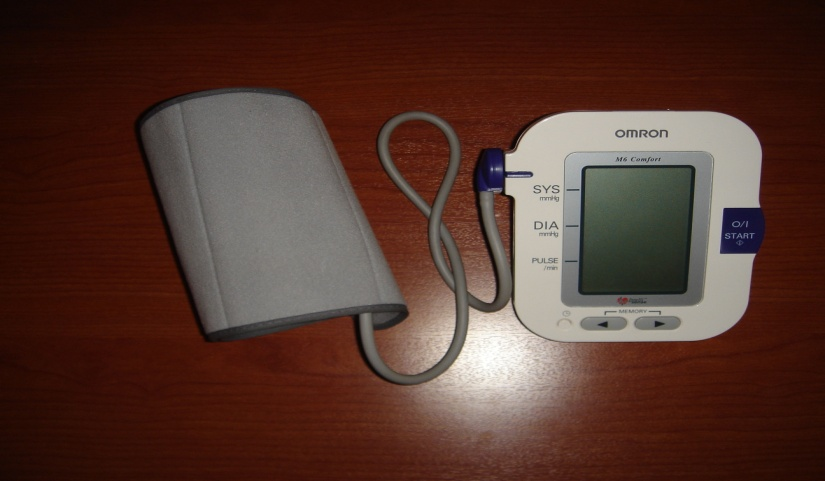 OMRON
M6 Comfort
SYS
mmHg
DIA
mmHg
PULSE
/min
O/I
START
MEMORY